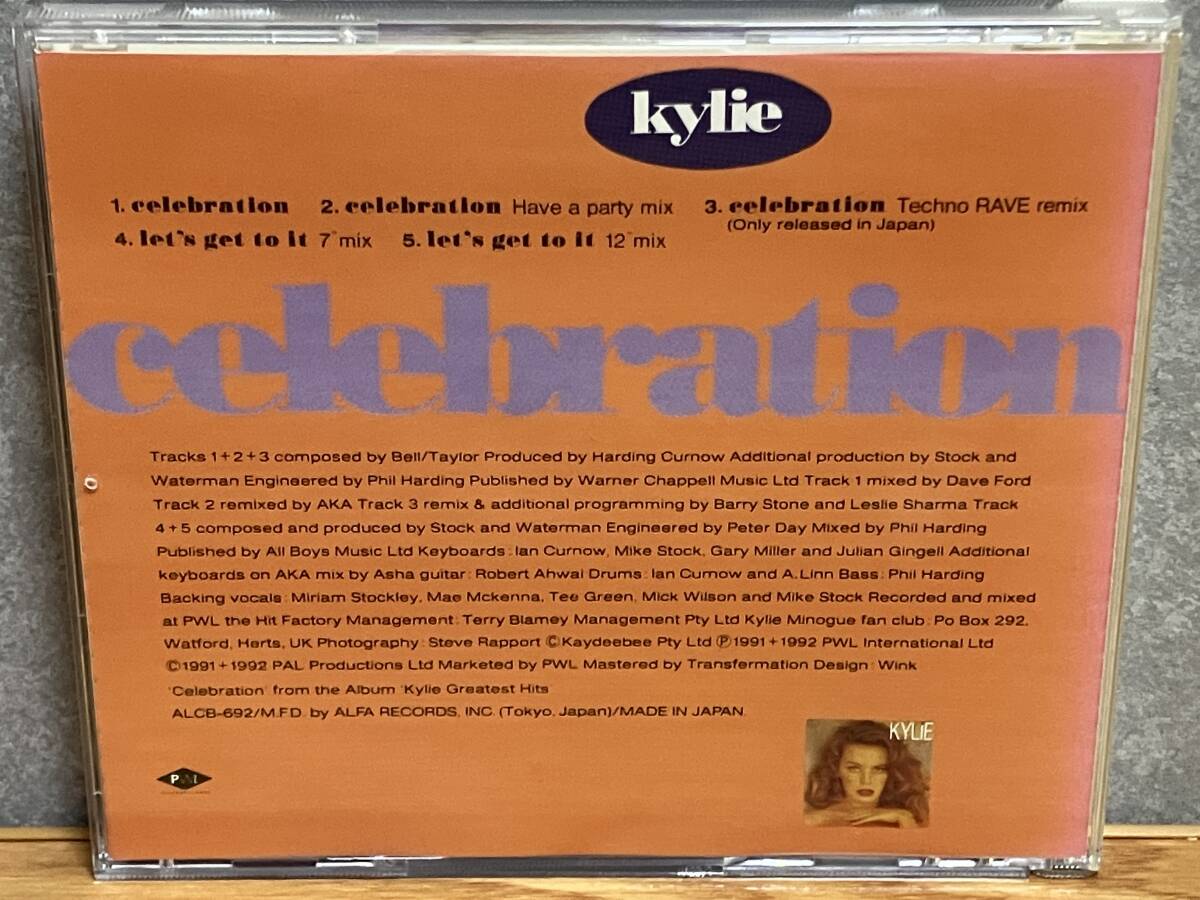 kylie
1. celebration 2. celebration Have a party mix 3. celebration Techno RAVE remix
(Only released in Japan)
4. let's get to it 7"mix 5. let's get to it 12"mix
celebration
Tracks 1+2+3 composed by Bell/Taylor Produced by Harding Curnow Additional production by Stock and
Waterman Engineered by Phil Harding Published by Warner Chappell Music Ltd Track 1 mixed by Dave Ford
Track 2 remixed by AKA Track 3 remix & additional programming by Barry Stone and Leslie Sharma Track
4+5 composed and produced by Stock and Waterman Engineered by Peter Day Mixed by Phil Harding
Published by All Boys Music Ltd Keyboards: Ian Curnow, Mike Stock, Gary Miller and Julian Gingell Additional
keyboards on AKA mix by Asha guitar: Robert Ahwai Drums: Ian Curnow and A.Linn Bass: Phil Harding
Backing vocals: Miriam Stockley, Mae Mckenna, Tee Green, Mick Wilson and Mike Stock Recorded and mixed
at PWL the Hit Factory Management: Terry Blamey Management Pty Ltd Kylie Minogue fan club: Po Box 292,
Watford, Herts, UK Photography: Steve Rapport ©Kaydeebee Pty Ltd ℗1991+1992 PWL International Ltd
©1991+1992 PAL Productions Ltd Marketed by PWL Mastered by Transfermation Design: Wink
'Celebration' from the Album 'Kylie Greatest Hits'
ALCB-692/M.F.D. by ALFA RECORDS, INC. (Tokyo, Japan)/MADE IN JAPAN.
KYLiE
PWL